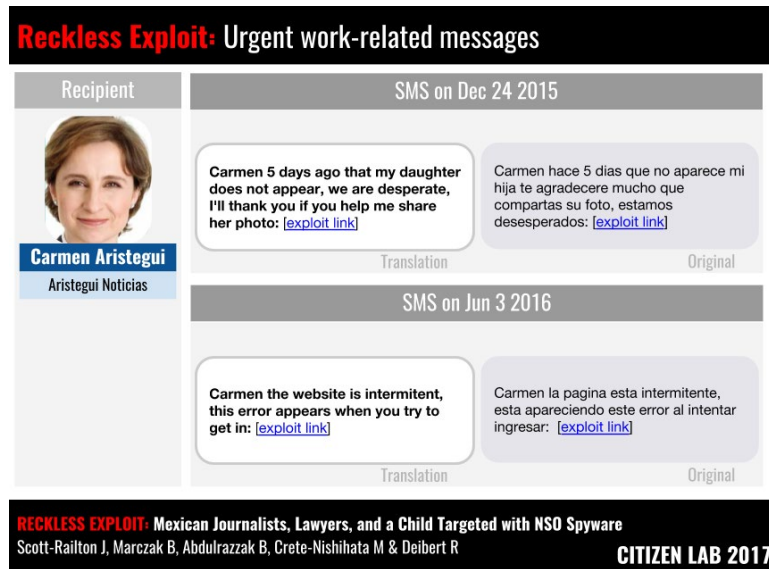 Reckless Exploit: Urgent work-related messages
Recipient
SMS on Dec 24 2015
Carmen 5 days ago that my daughter
does not appear, we are desperate,
I'll thank you if you help me share
her photo: [exploit link]
Translation
Carmen hace 5 dias que no aparece mi
hija te agradecere mucho que
compartas su foto, estamos
desesperados: [exploit link]
Original
Carmen Aristegui
Aristegui Noticias
SMS on Jun 3 2016
Carmen the website is intermitent,
this error appears when you try to
get in: [exploit link]
Translation
Carmen la pagina esta intermitente,
esta apareciendo este error al intentar
ingresar: [exploit link]
Original
RECKLESS EXPLOIT: Mexican Journalists, Lawyers, and a Child Targeted with NSO Spyware
Scott-Railton J, Marczak B, Abdulrazzak B, Crete-Nishihata M & Deibert R
CITIZEN LAB 2017